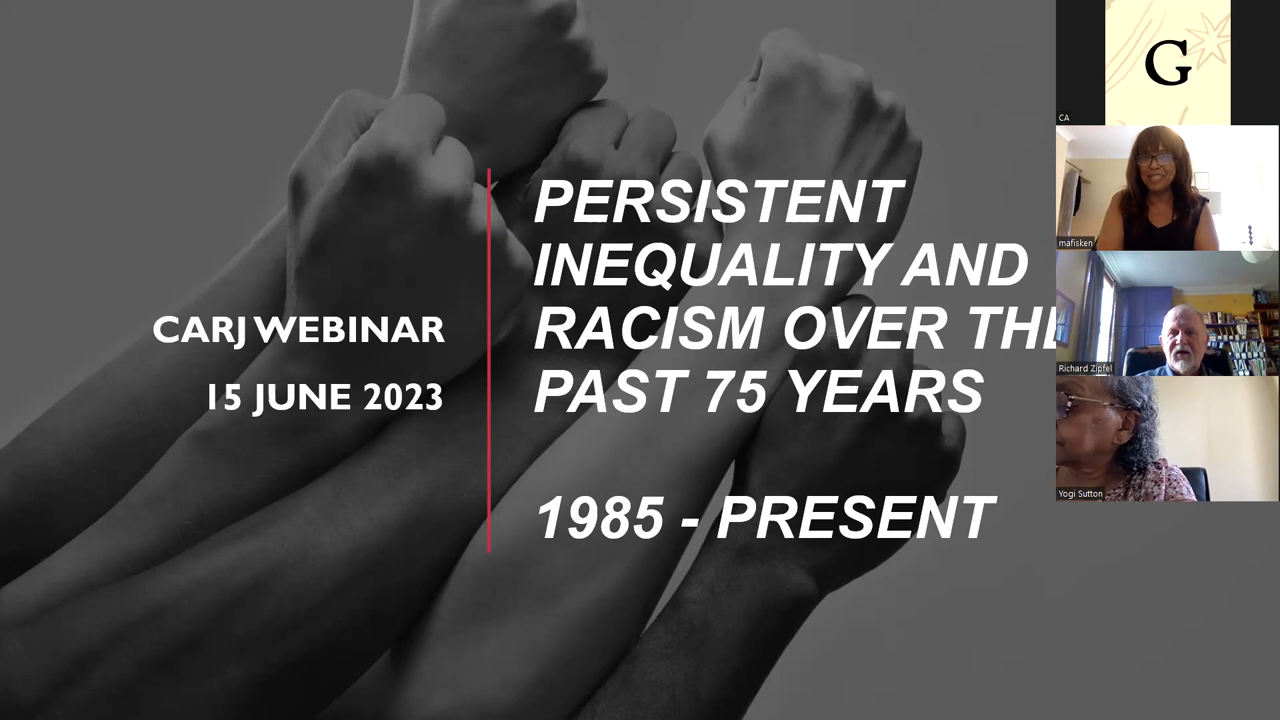 CARJ WEBINAR
15 JUNE 2023
PERSISTENT
INEQUALITY AND
RACISM OVER THE
PAST 75 YEARS
1985 - PRESENT
G
CA
mafisken
Richard Zipfel
Yogi Sutton